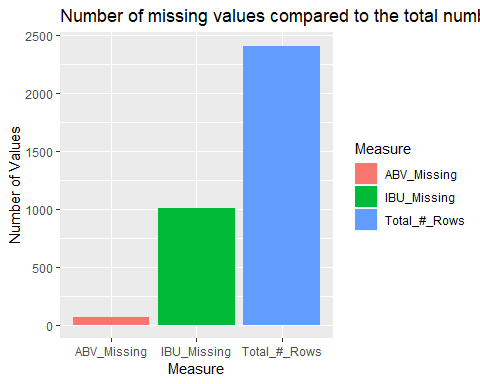 Number of missing values compared to the total numb
2500
2000
1500
1000
500
0
Number of Values
ABV_Missing IBU_Missing Total_#_Rows
Measure
Measure
ABV_Missing
IBU_Missing
Total_#_Rows